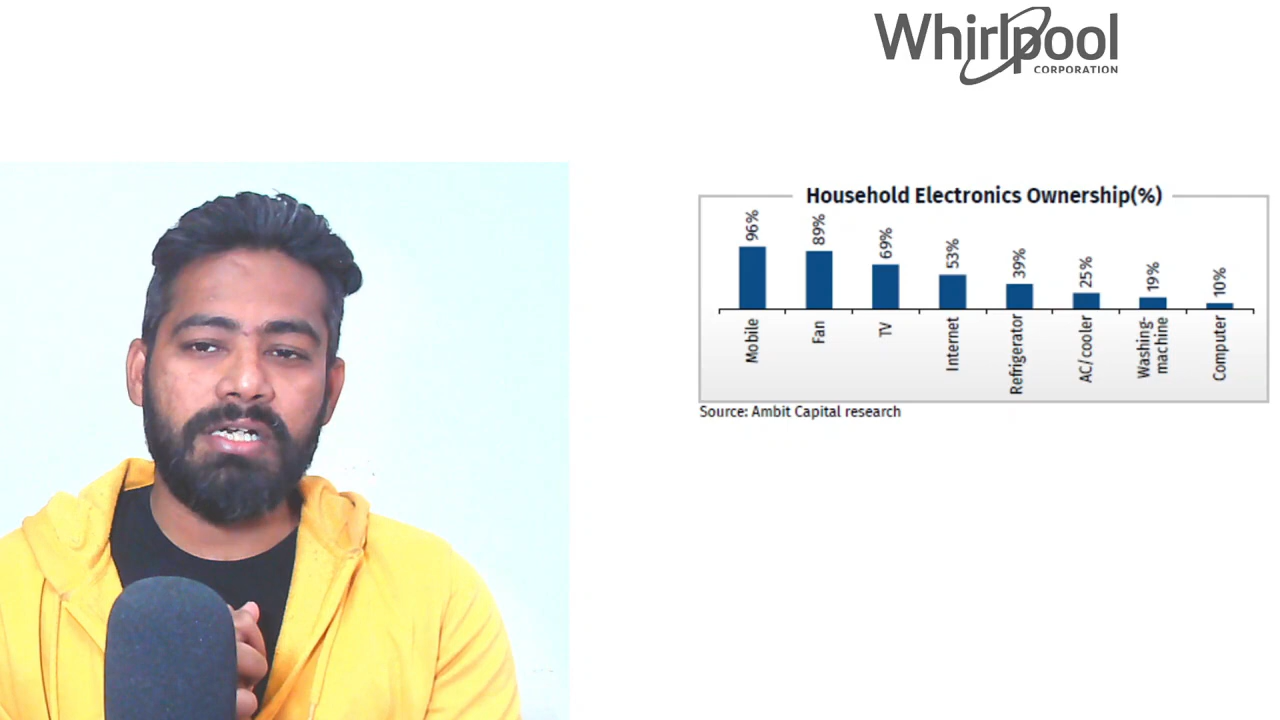 Whirlpool
CORPORATION
Household Electronics Ownership(%)
96%
89%
69%
53%
39%
25%
19%
10%
Mobile
Fan
TV
Internet
Refrigerator
AC/cooler
Washing-
machine
Computer
Source: Ambit Capital research